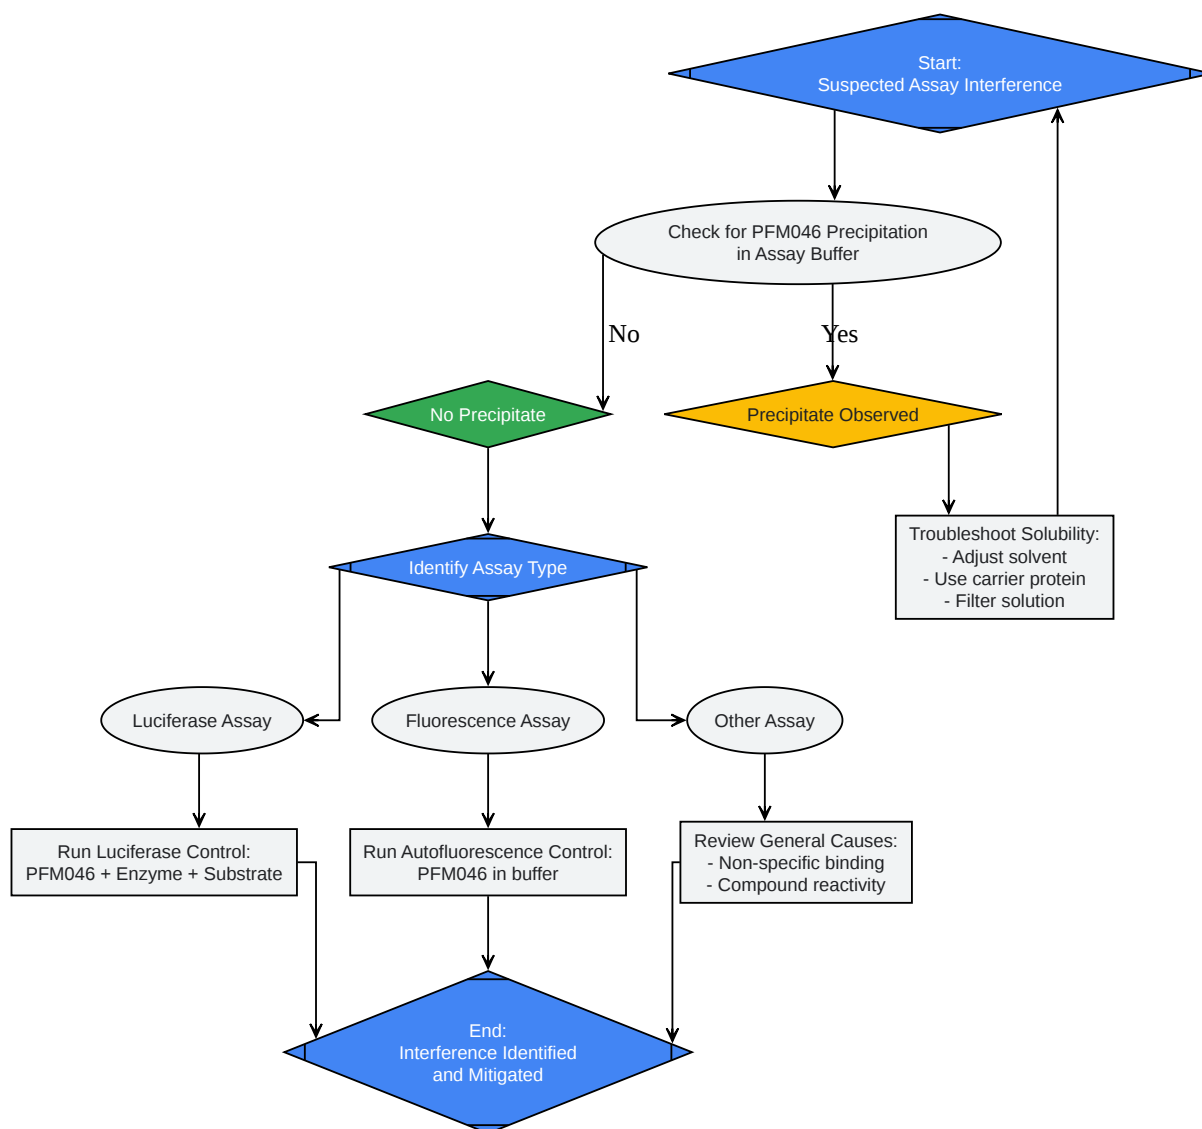 Start:
Suspected Assay Interference
Check for PFM046 Precipitation
in Assay Buffer
No
Yes
No Precipitate
Precipitate Observed
Troubleshoot Solubility:
- Adjust solvent
- Use carrier protein
- Filter solution
Identify Assay Type
Luciferase Assay
Fluorescence Assay
Other Assay
Run Luciferase Control:
PFM046 + Enzyme + Substrate
Run Autofluorescence Control:
PFM046 in buffer
Review General Causes:
- Non-specific binding
- Compound reactivity
End:
Interference Identified
and Mitigated